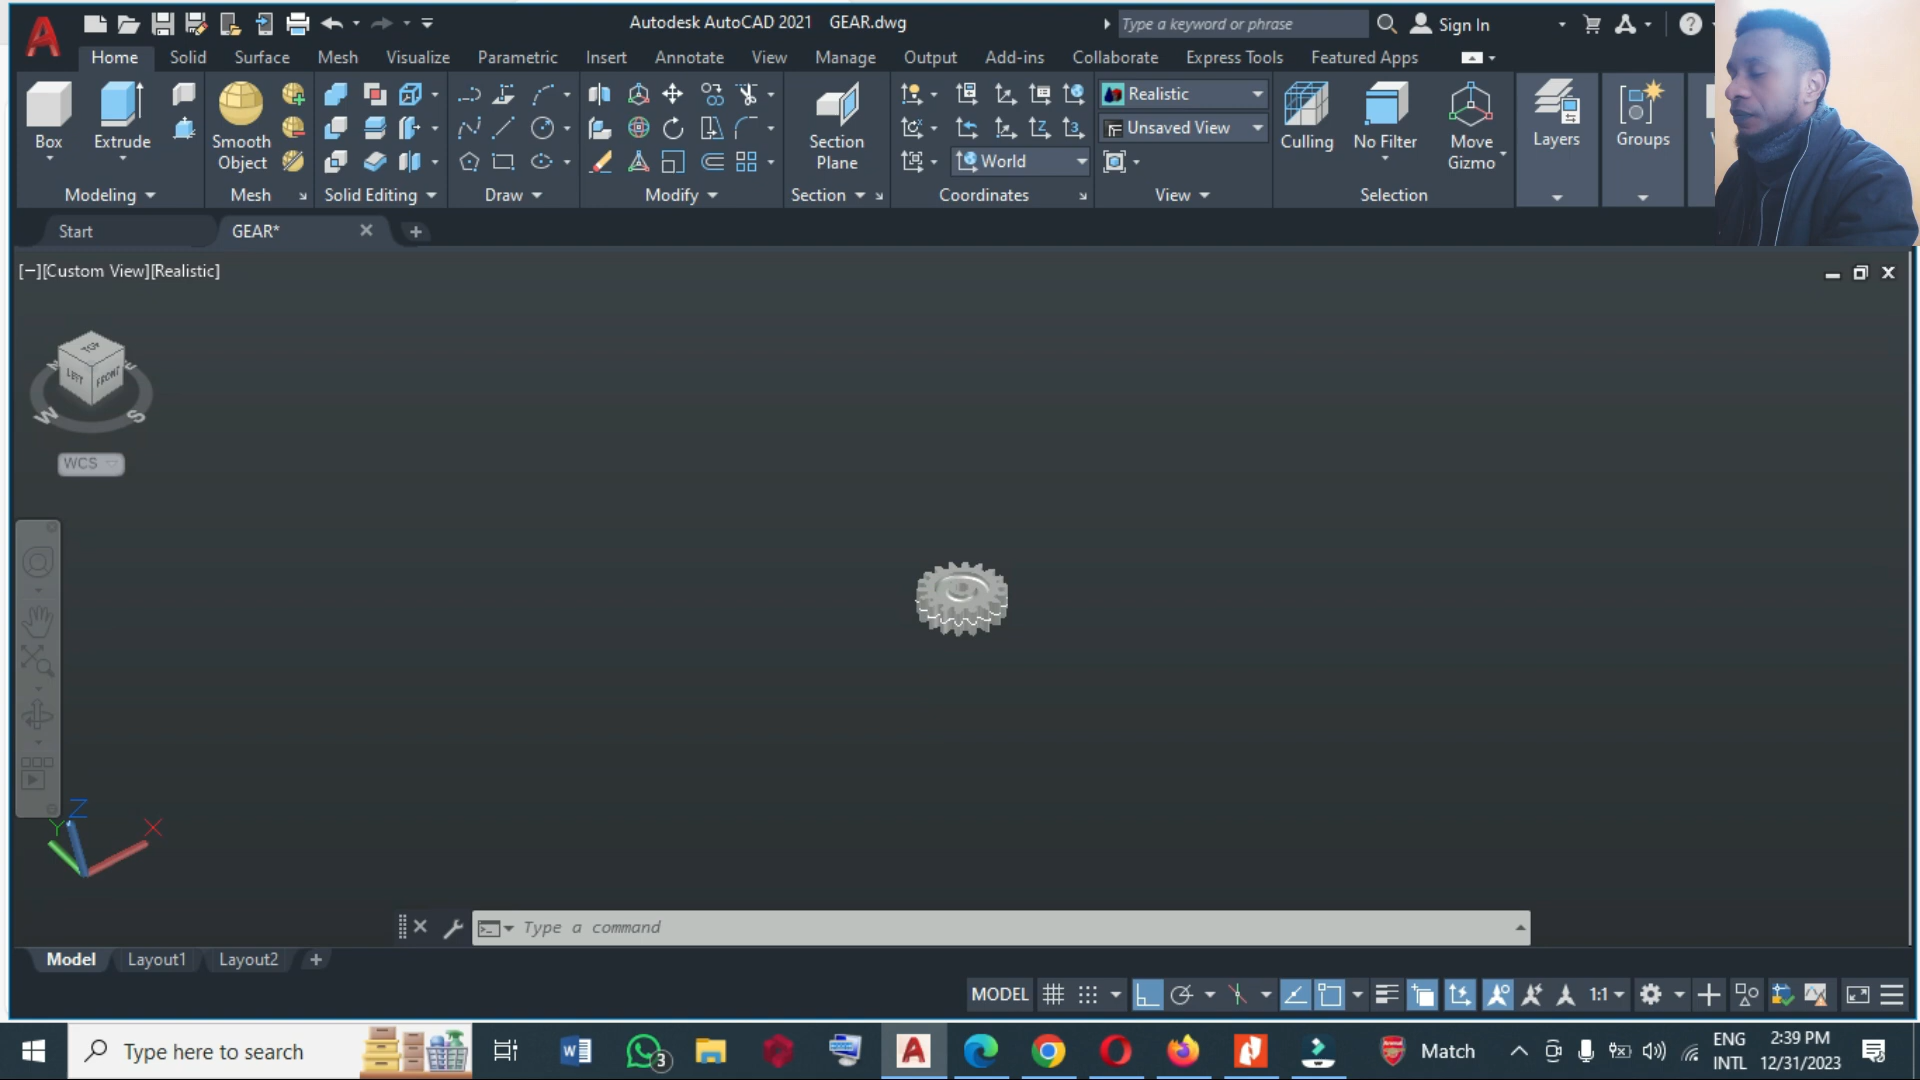 Autodesk AutoCAD 2021 GEAR.dwg
Type a keyword or phrase
Sign In
Home Solid Surface Mesh Visualize Parametric Insert Annotate View Manage Output Add-ins Collaborate Express Tools Featured Apps
Realistic
Unsaved View
World
Box
Extrude
Smooth
Object
Section
Plane
Culling
No Filter
Move
Gizmo
Layers
Groups
Modeling
Mesh
Solid Editing
Draw
Modify
Section
Coordinates
View
Selection
Start
GEAR*
[−][Custom View][Realistic]
TOP
LEFT
FRONT
N
E
W
S
WCS
Z
Y
X
Type a command
Model
Layout1
Layout2
MODEL
1:1
Type here to search
3
Match
ENG
INTL
2:39 PM
12/31/2023